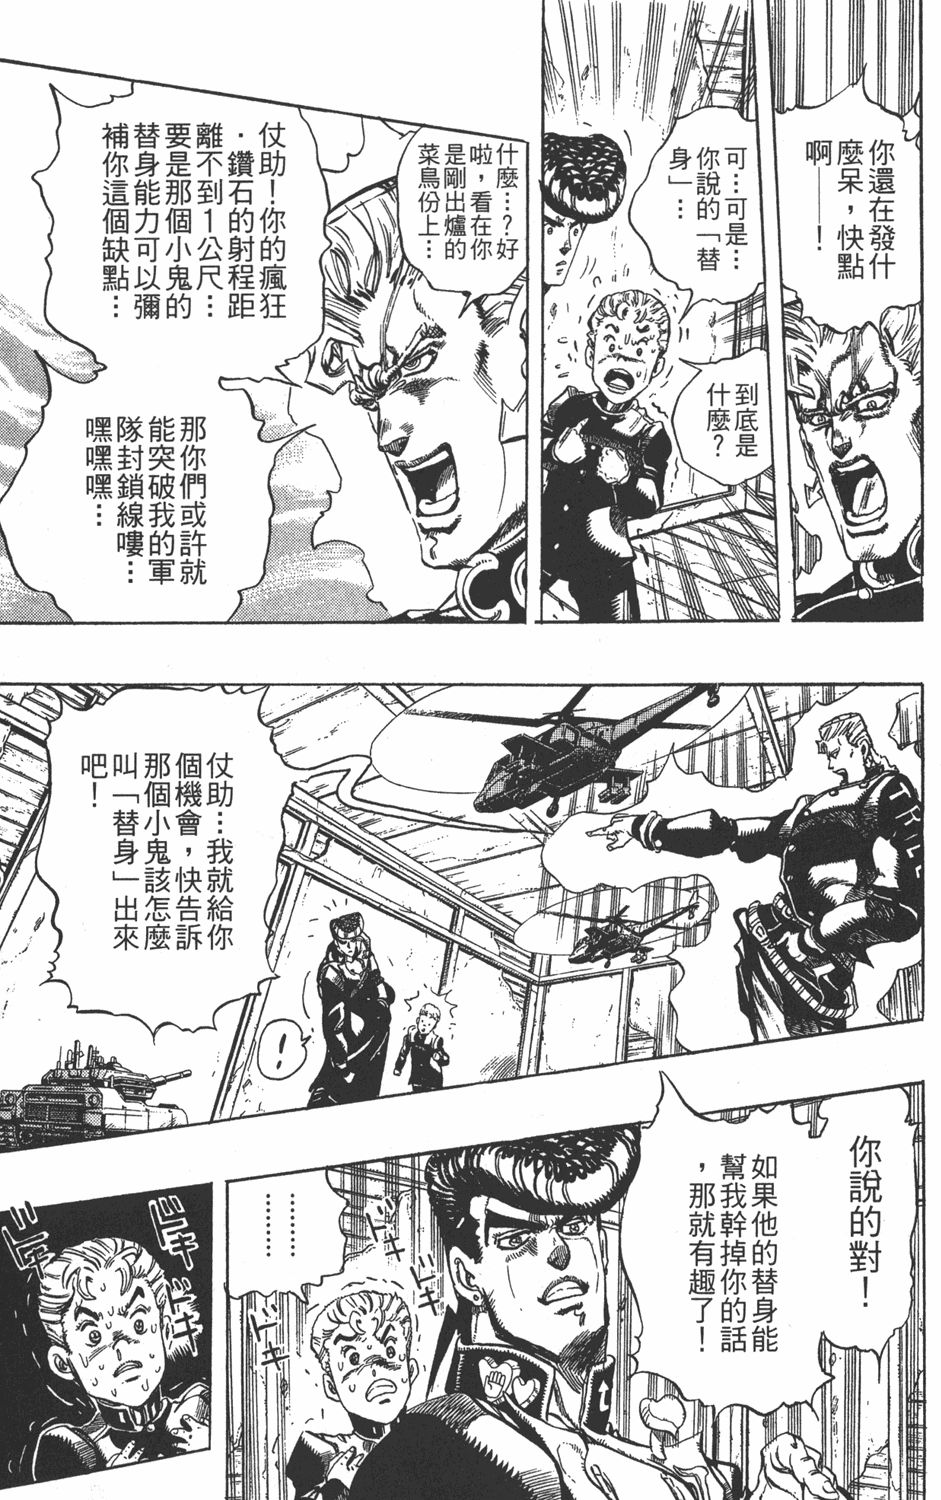 你還在發什
麼呆，快點
啊——！
可…可是…
你說的「替
身」…
到底是
什麼？
什麼…？好
啦，看在你
是剛出爐的
菜鳥份上…
仗助！你的瘋狂
・鑽石的射程距
離不到1公尺…
要是那個小鬼的
替身能力可以彌
補你這個缺點…
那你們或許就
能突破我的軍
隊封鎖線嘍…
嘿嘿嘿…
仗助…我就給你
個機會，快告訴
那個小鬼該怎麼
叫「替身」出來
吧！
！
你說的對！
如果他的替身能
幫我幹掉你的話
，那就有趣了！
…………
ドキ
ドキ
ドキ
ドキ
ドキ